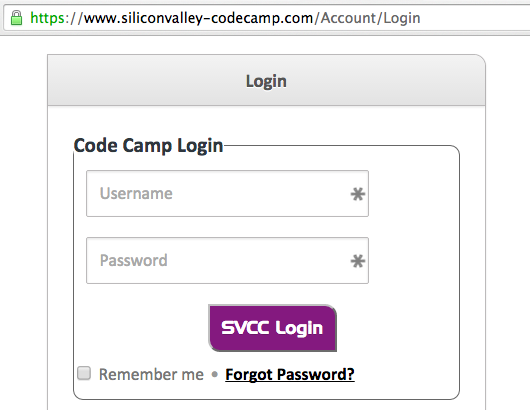 https://www.siliconvalley-codecamp.com/Account/Login
Login
Code Camp Login
Username
Password
SVCC Login
Remember me • Forgot Password?